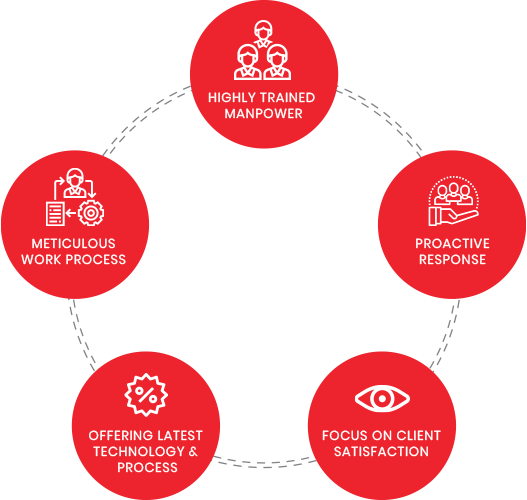 HIGHLY TRAINED
MANPOWER
METICULOUS
WORK PROCESS
PROACTIVE
RESPONSE
OFFERING LATEST
TECHNOLOGY &
PROCESS
FOCUS ON CLIENT
SATISFACTION